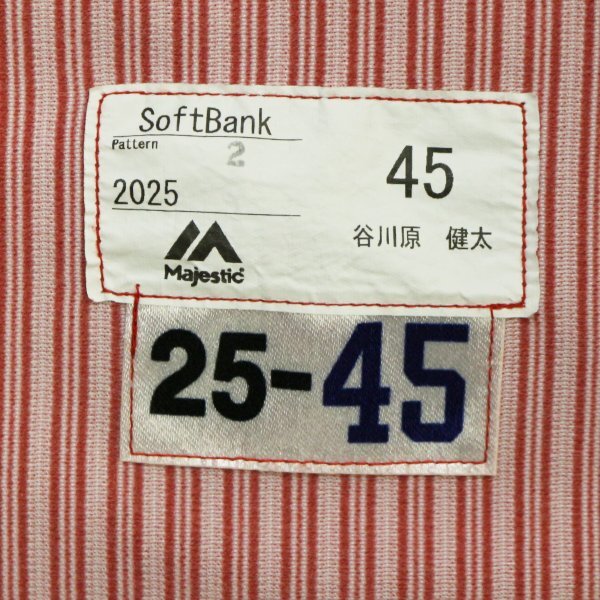 SoftBank
Pattern 2
2025
Majestic
45
谷川原 健太
25-45